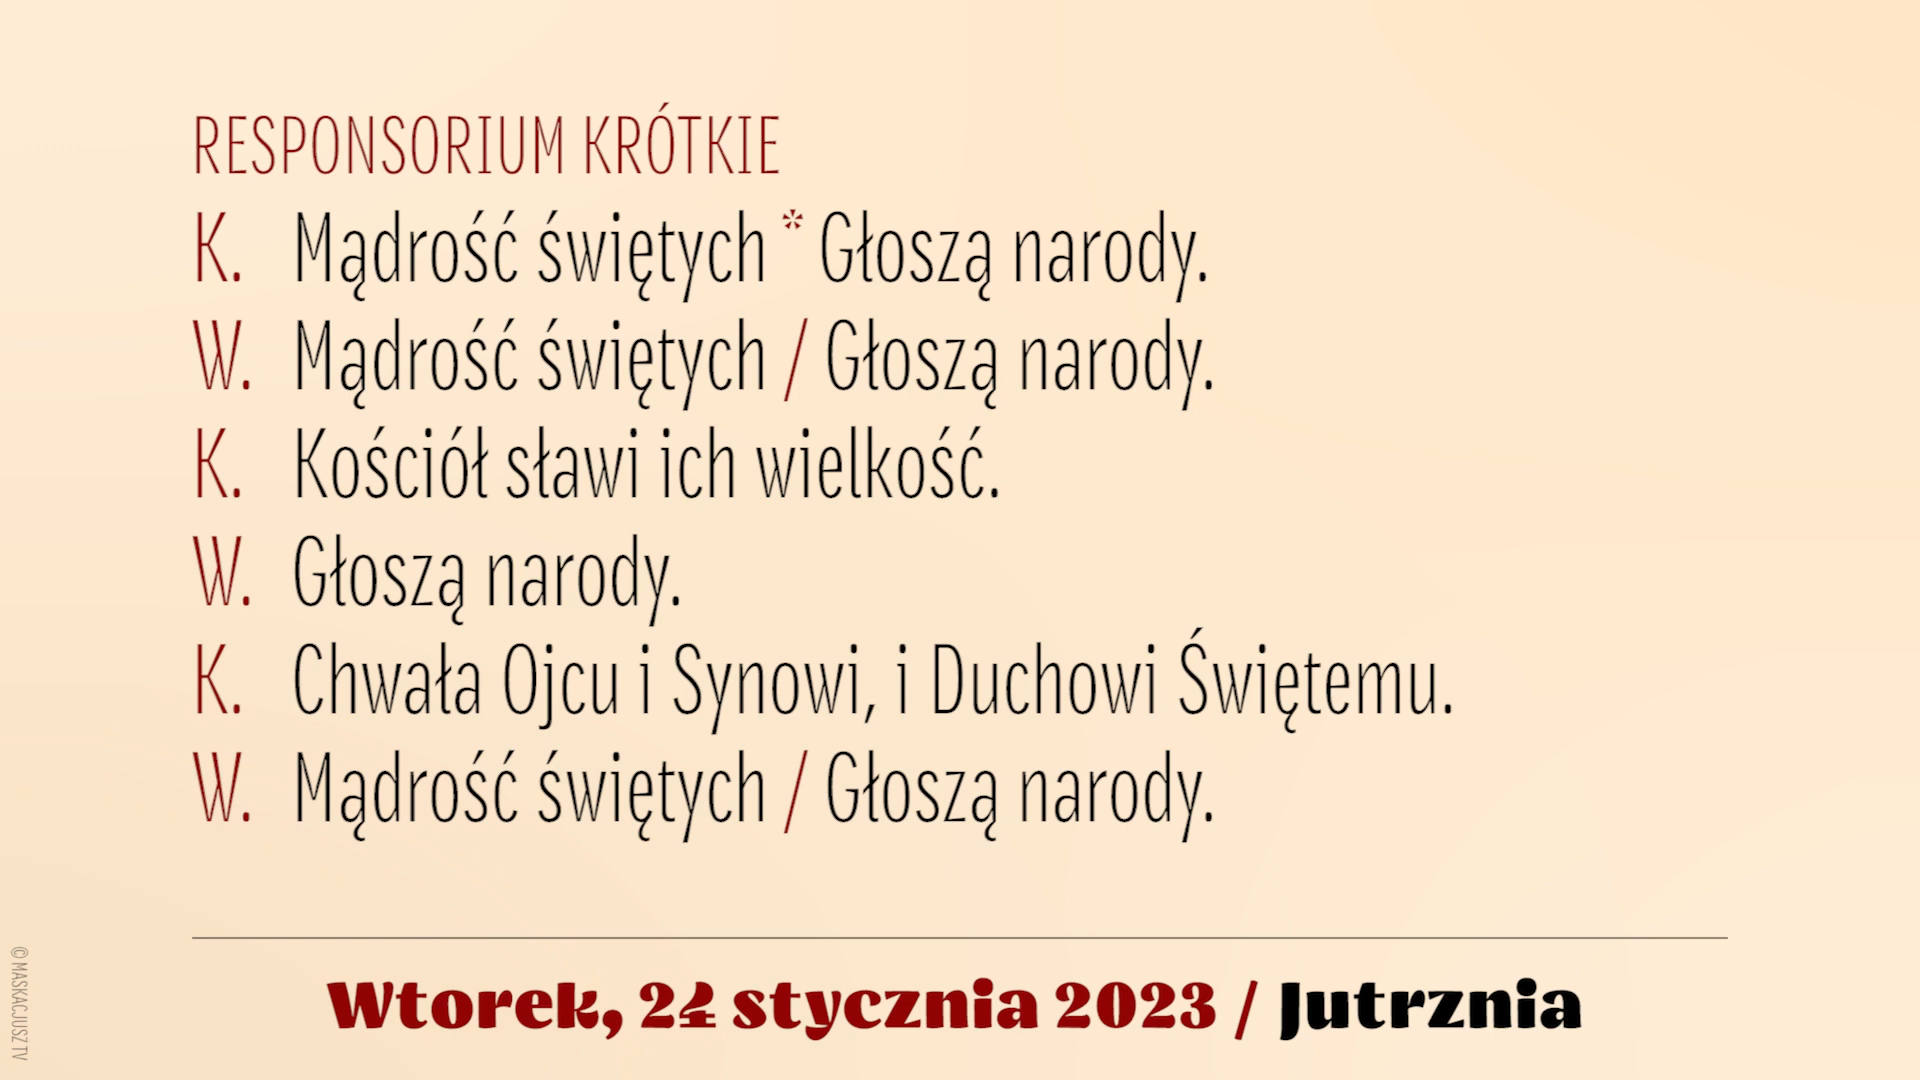 RESPONSORIUM KRÓTKIE
K. Mądrość świętych * Głoszą narody.
W. Mądrość świętych / Głoszą narody.
K. Kościół sławi ich wielkość.
W. Głoszą narody.
K. Chwała Ojcu i Synowi, i Duchowi Świętemu.
W. Mądrość świętych / Głoszą narody.
Wtorek, 24 stycznia 2023 / Jutrznia
© MASKACJUSZ TV